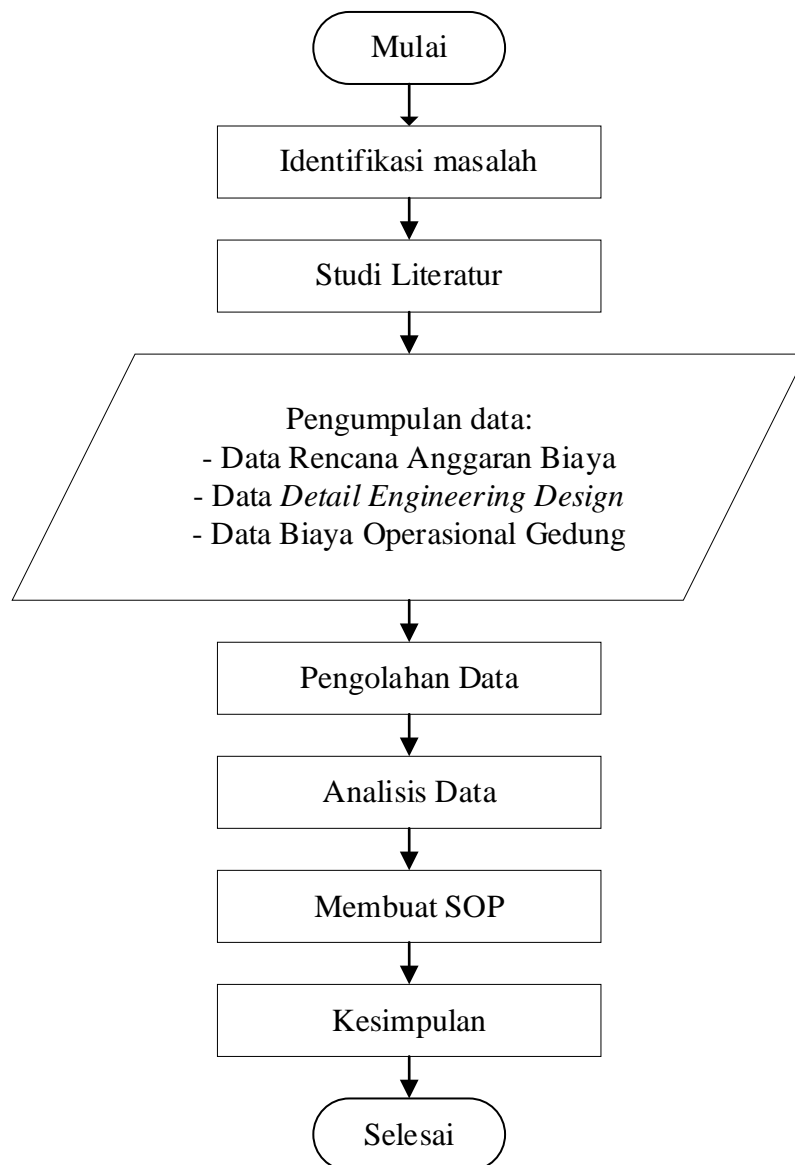 Mulai
Identifikasi masalah
Studi Literatur
Pengumpulan data:
- Data Rencana Anggaran Biaya
- Data Detail Engineering Design
- Data Biaya Operasional Gedung
Pengolahan Data
Analisis Data
Membuat SOP
Kesimpulan
Selesai